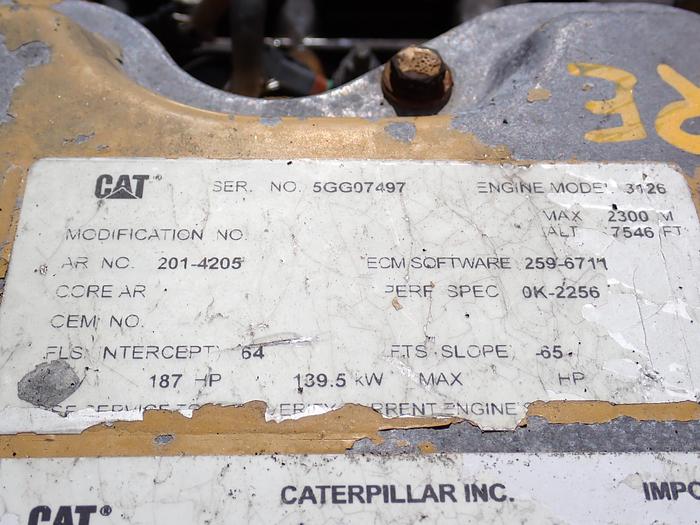 RE
CAT® SER. NO. 5GG07497 ENGINE MODEL 3126
MAX 2300 M
MODIFICATION NO. ALT 7546 FT
AR NO. 201-4205 ECM SOFTWARE 259-6711
CORE AR PERF SPEC 0K-2256
CEM NO.
FLS (INTERCEPT) 64 FTS (SLOPE) -65
187 HP 139.5 kW MAX HP
CAT® CATERPILLAR INC. IMPO